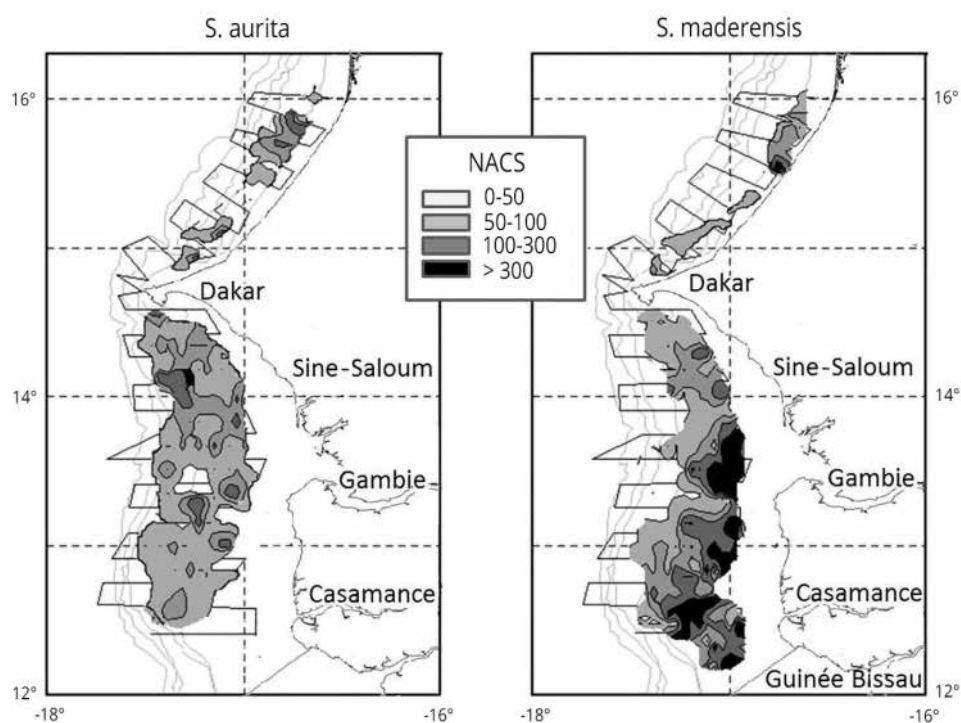 S. aurita
S. maderensis
16°
16°
NACS
0-50
50-100
100-300
> 300
Dakar
Dakar
Sine-Saloum
Sine-Saloum
14°
14°
Gambie
Gambie
Casamance
Casamance
Guinée Bissau
12°
12°
-18°
-16°
-18°
-16°